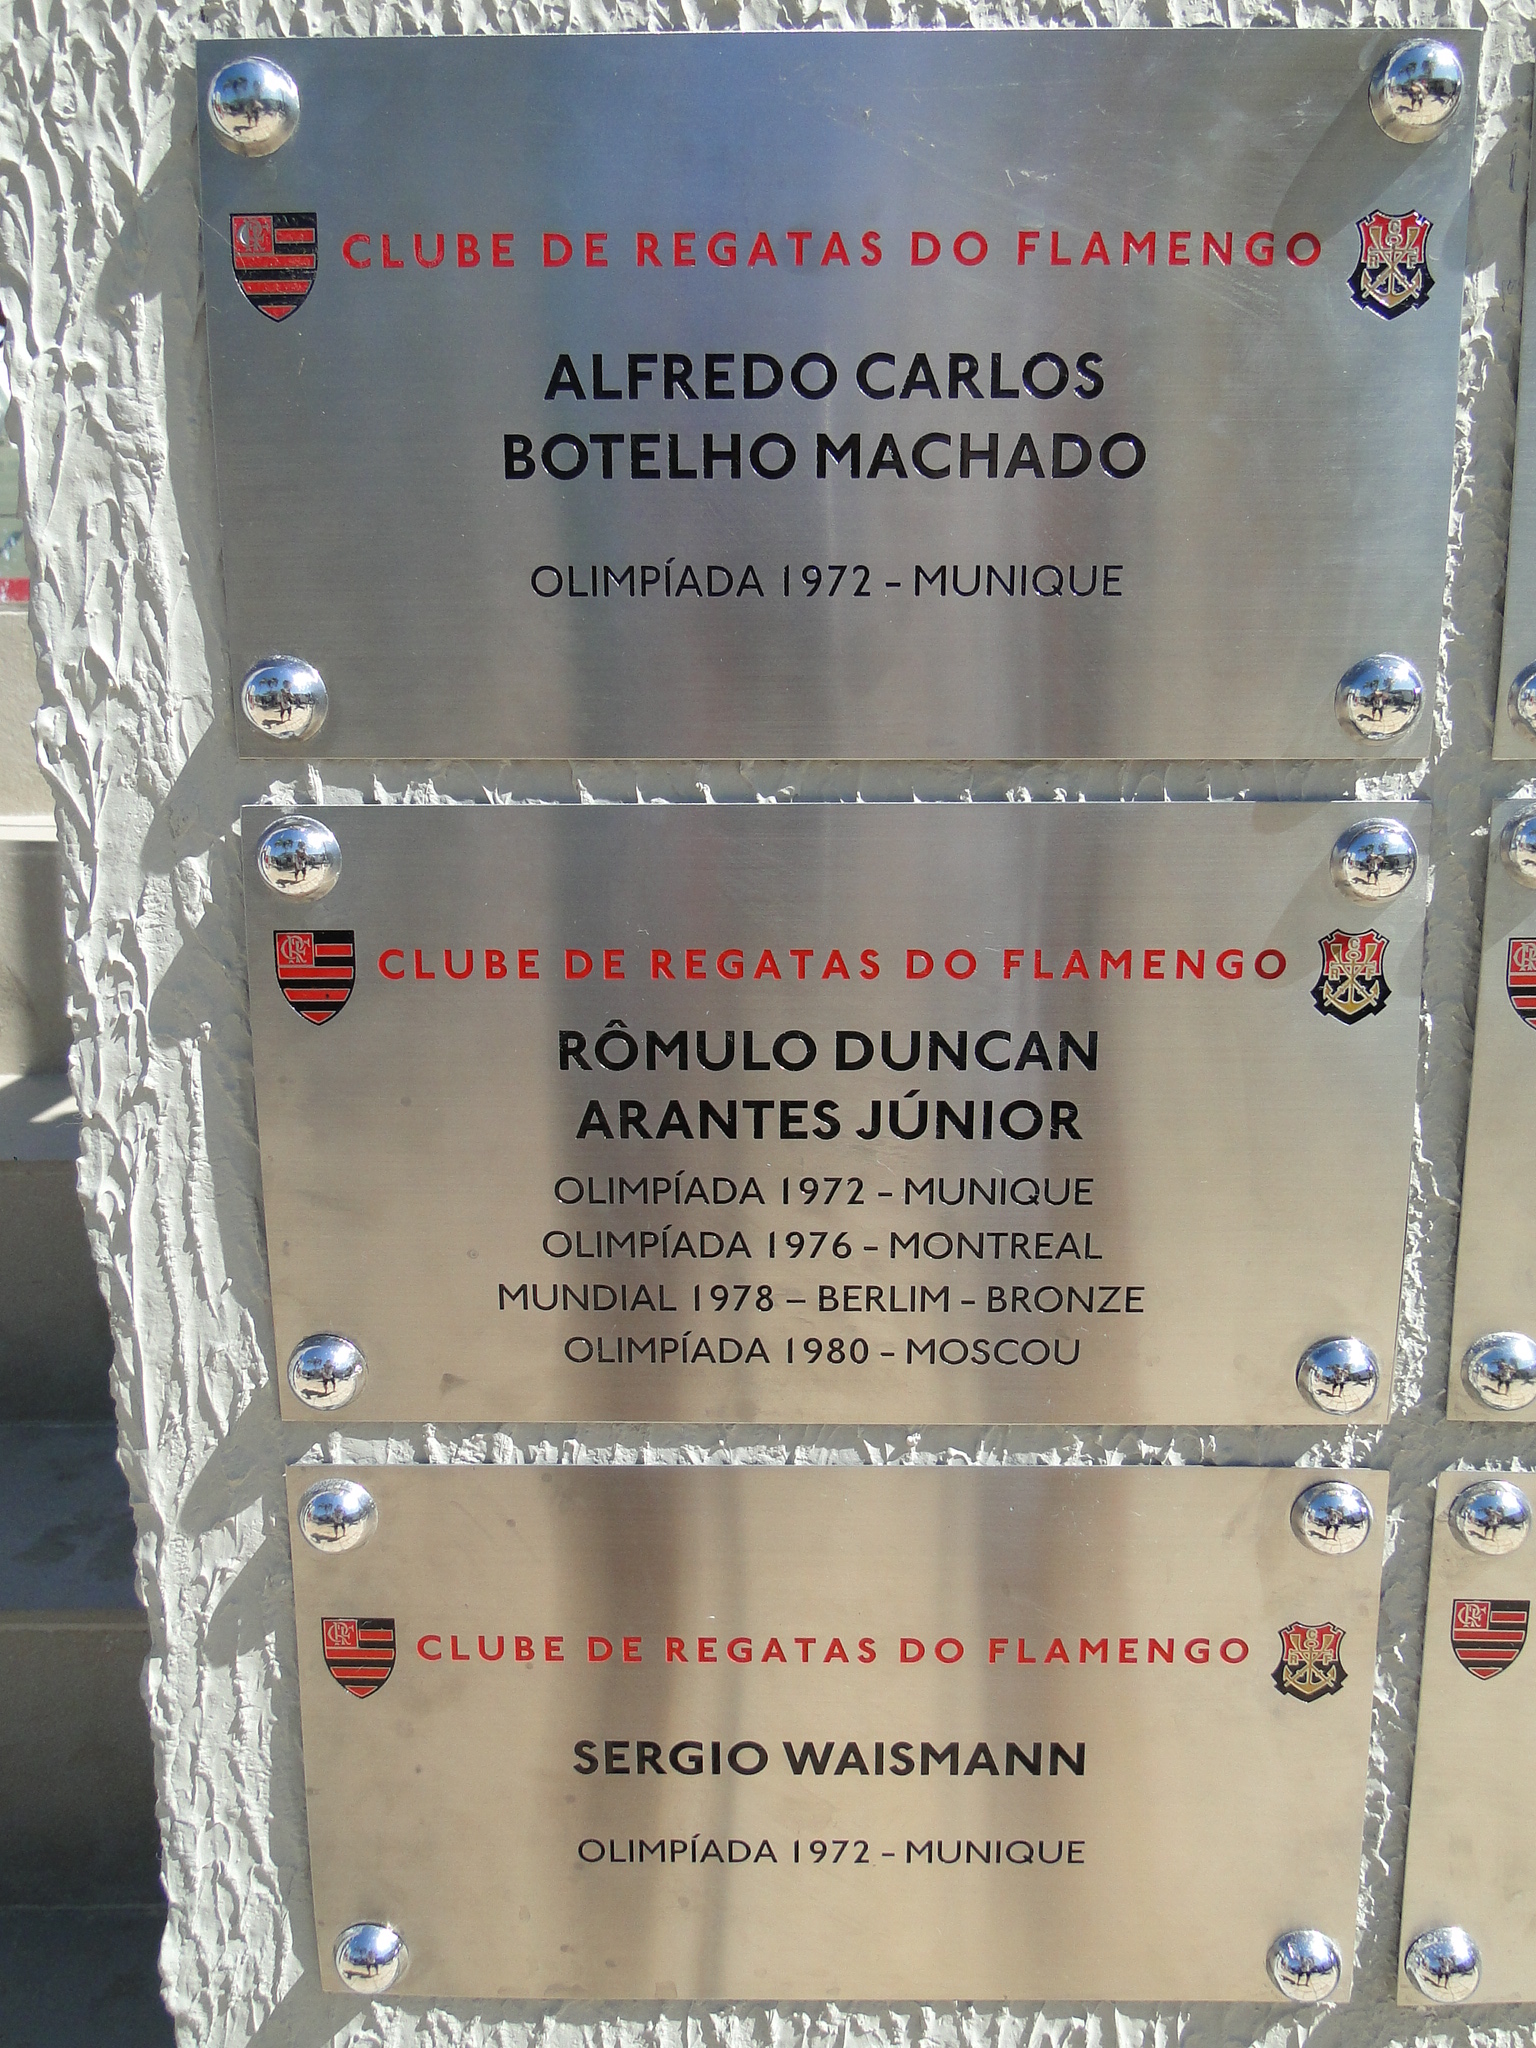 CLUBE DE REGATAS DO FLAMENGO
ALFREDO CARLOS
BOTELHO MACHADO
OLIMPÍADA 1972 - MUNIQUE
CLUBE DE REGATAS DO FLAMENGO
RÔMULO DUNCAN
ARANTES JÚNIOR
OLIMPÍADA 1972 - MUNIQUE
OLIMPÍADA 1976 - MONTREAL
MUNDIAL 1978 – BERLIM - BRONZE
OLIMPÍADA 1980 - MOSCOU
CLUBE DE REGATAS DO FLAMENGO
SERGIO WAISMANN
OLIMPÍADA 1972 - MUNIQUE